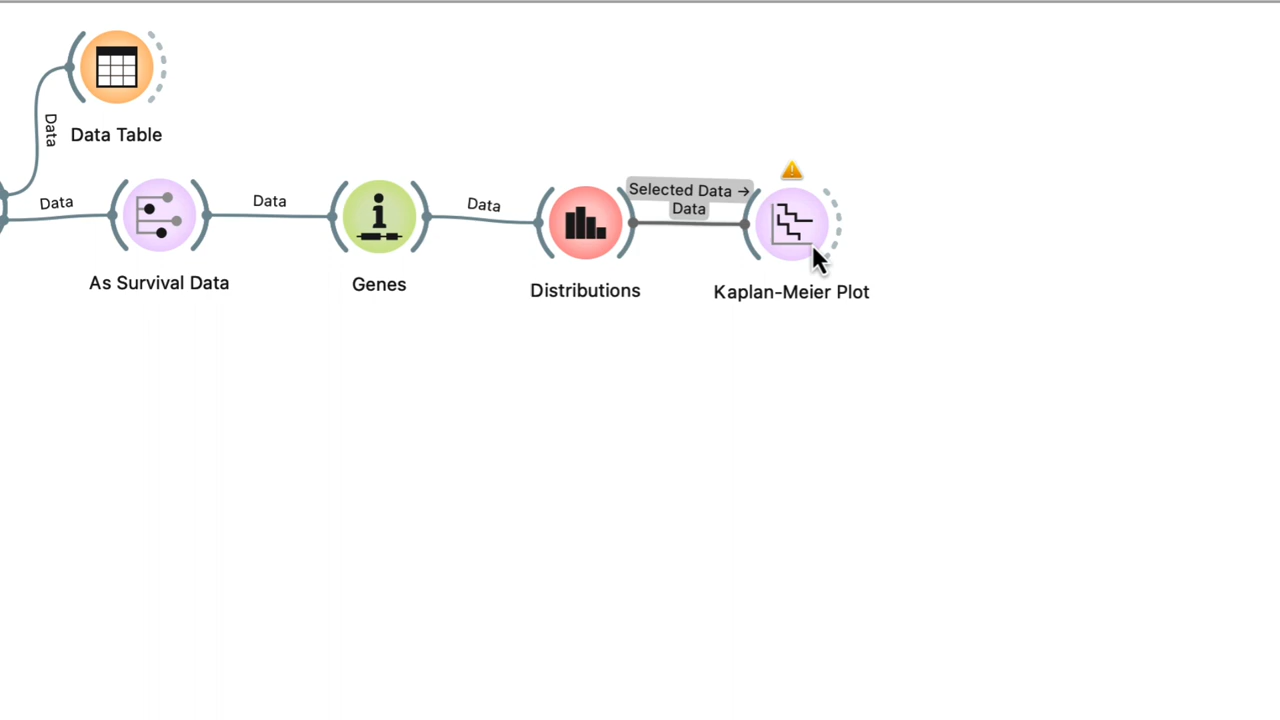 Data
Data Table
Data
As Survival Data
Data
Genes
Data
Distributions
Selected Data →
Data
Kaplan-Meier Plot